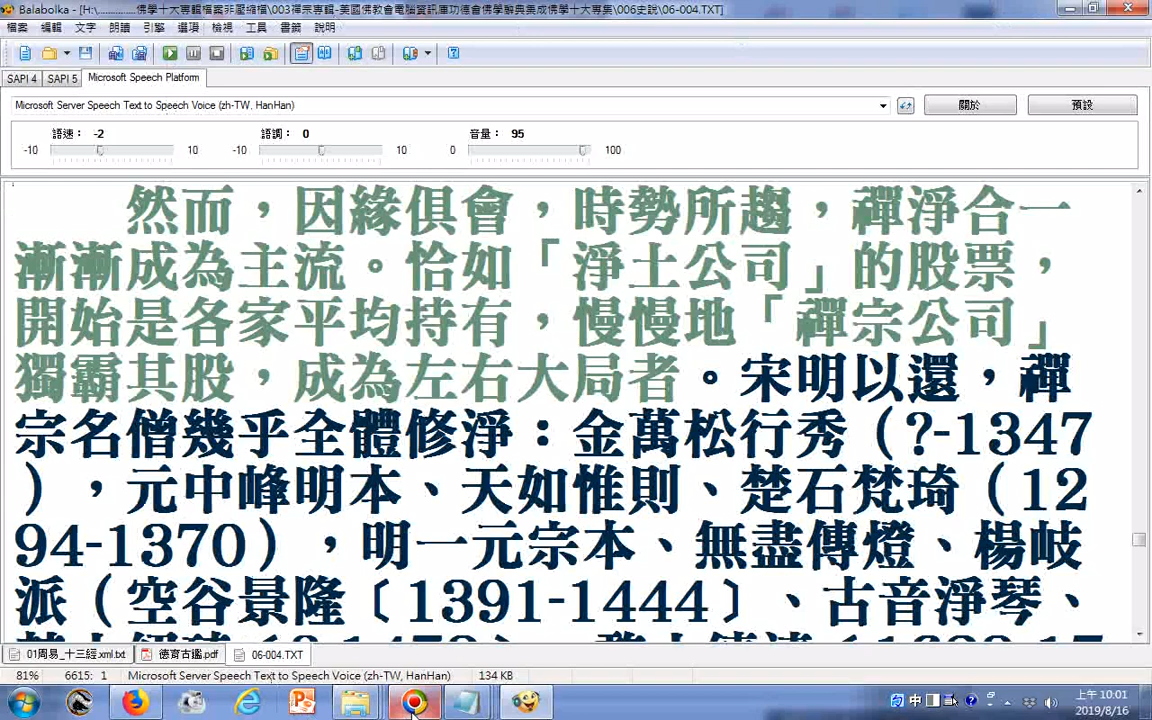 Balabolka - [H:\..............佛學十大專輯檔案非壓縮檔\003禪宗專輯-美國佛教會電腦資訊庫功德會佛學辭典集成佛學十大專集\006史說\06-004.TXT]
檔案 編輯 文字 朗讀 引擎 選項 檢視 工具 書籤 說明
SAPI 4 SAPI 5 Microsoft Speech Platform
Microsoft Server Speech Text to Speech Voice (zh-TW, HanHan) 關於 預設
語速： -2 語調： 0 音量： 95
-10 10 -10 10 0 100
然而，因緣俱會，時勢所趨，禪淨合一
漸漸成為主流。恰如「淨土公司」的股票，
開始是各家平均持有，慢慢地「禪宗公司」
獨霸其股，成為左右大局者。宋明以還，禪
宗名僧幾乎全體修淨：金萬松行秀（?-1347
），元中峰明本、天如惟則、楚石梵琦（12
94-1370），明一元宗本、無盡傳燈、楊岐
派（空谷景隆〔1391-1444〕、古音淨琴、
01周易_十三經.xml.txt 德育古鑑.pdf 06-004.TXT
81% 6615: 1 Microsoft Server Speech Text to Speech Voice (zh-TW, HanHan) 134 KB
中 上午 10:01
2019/8/16